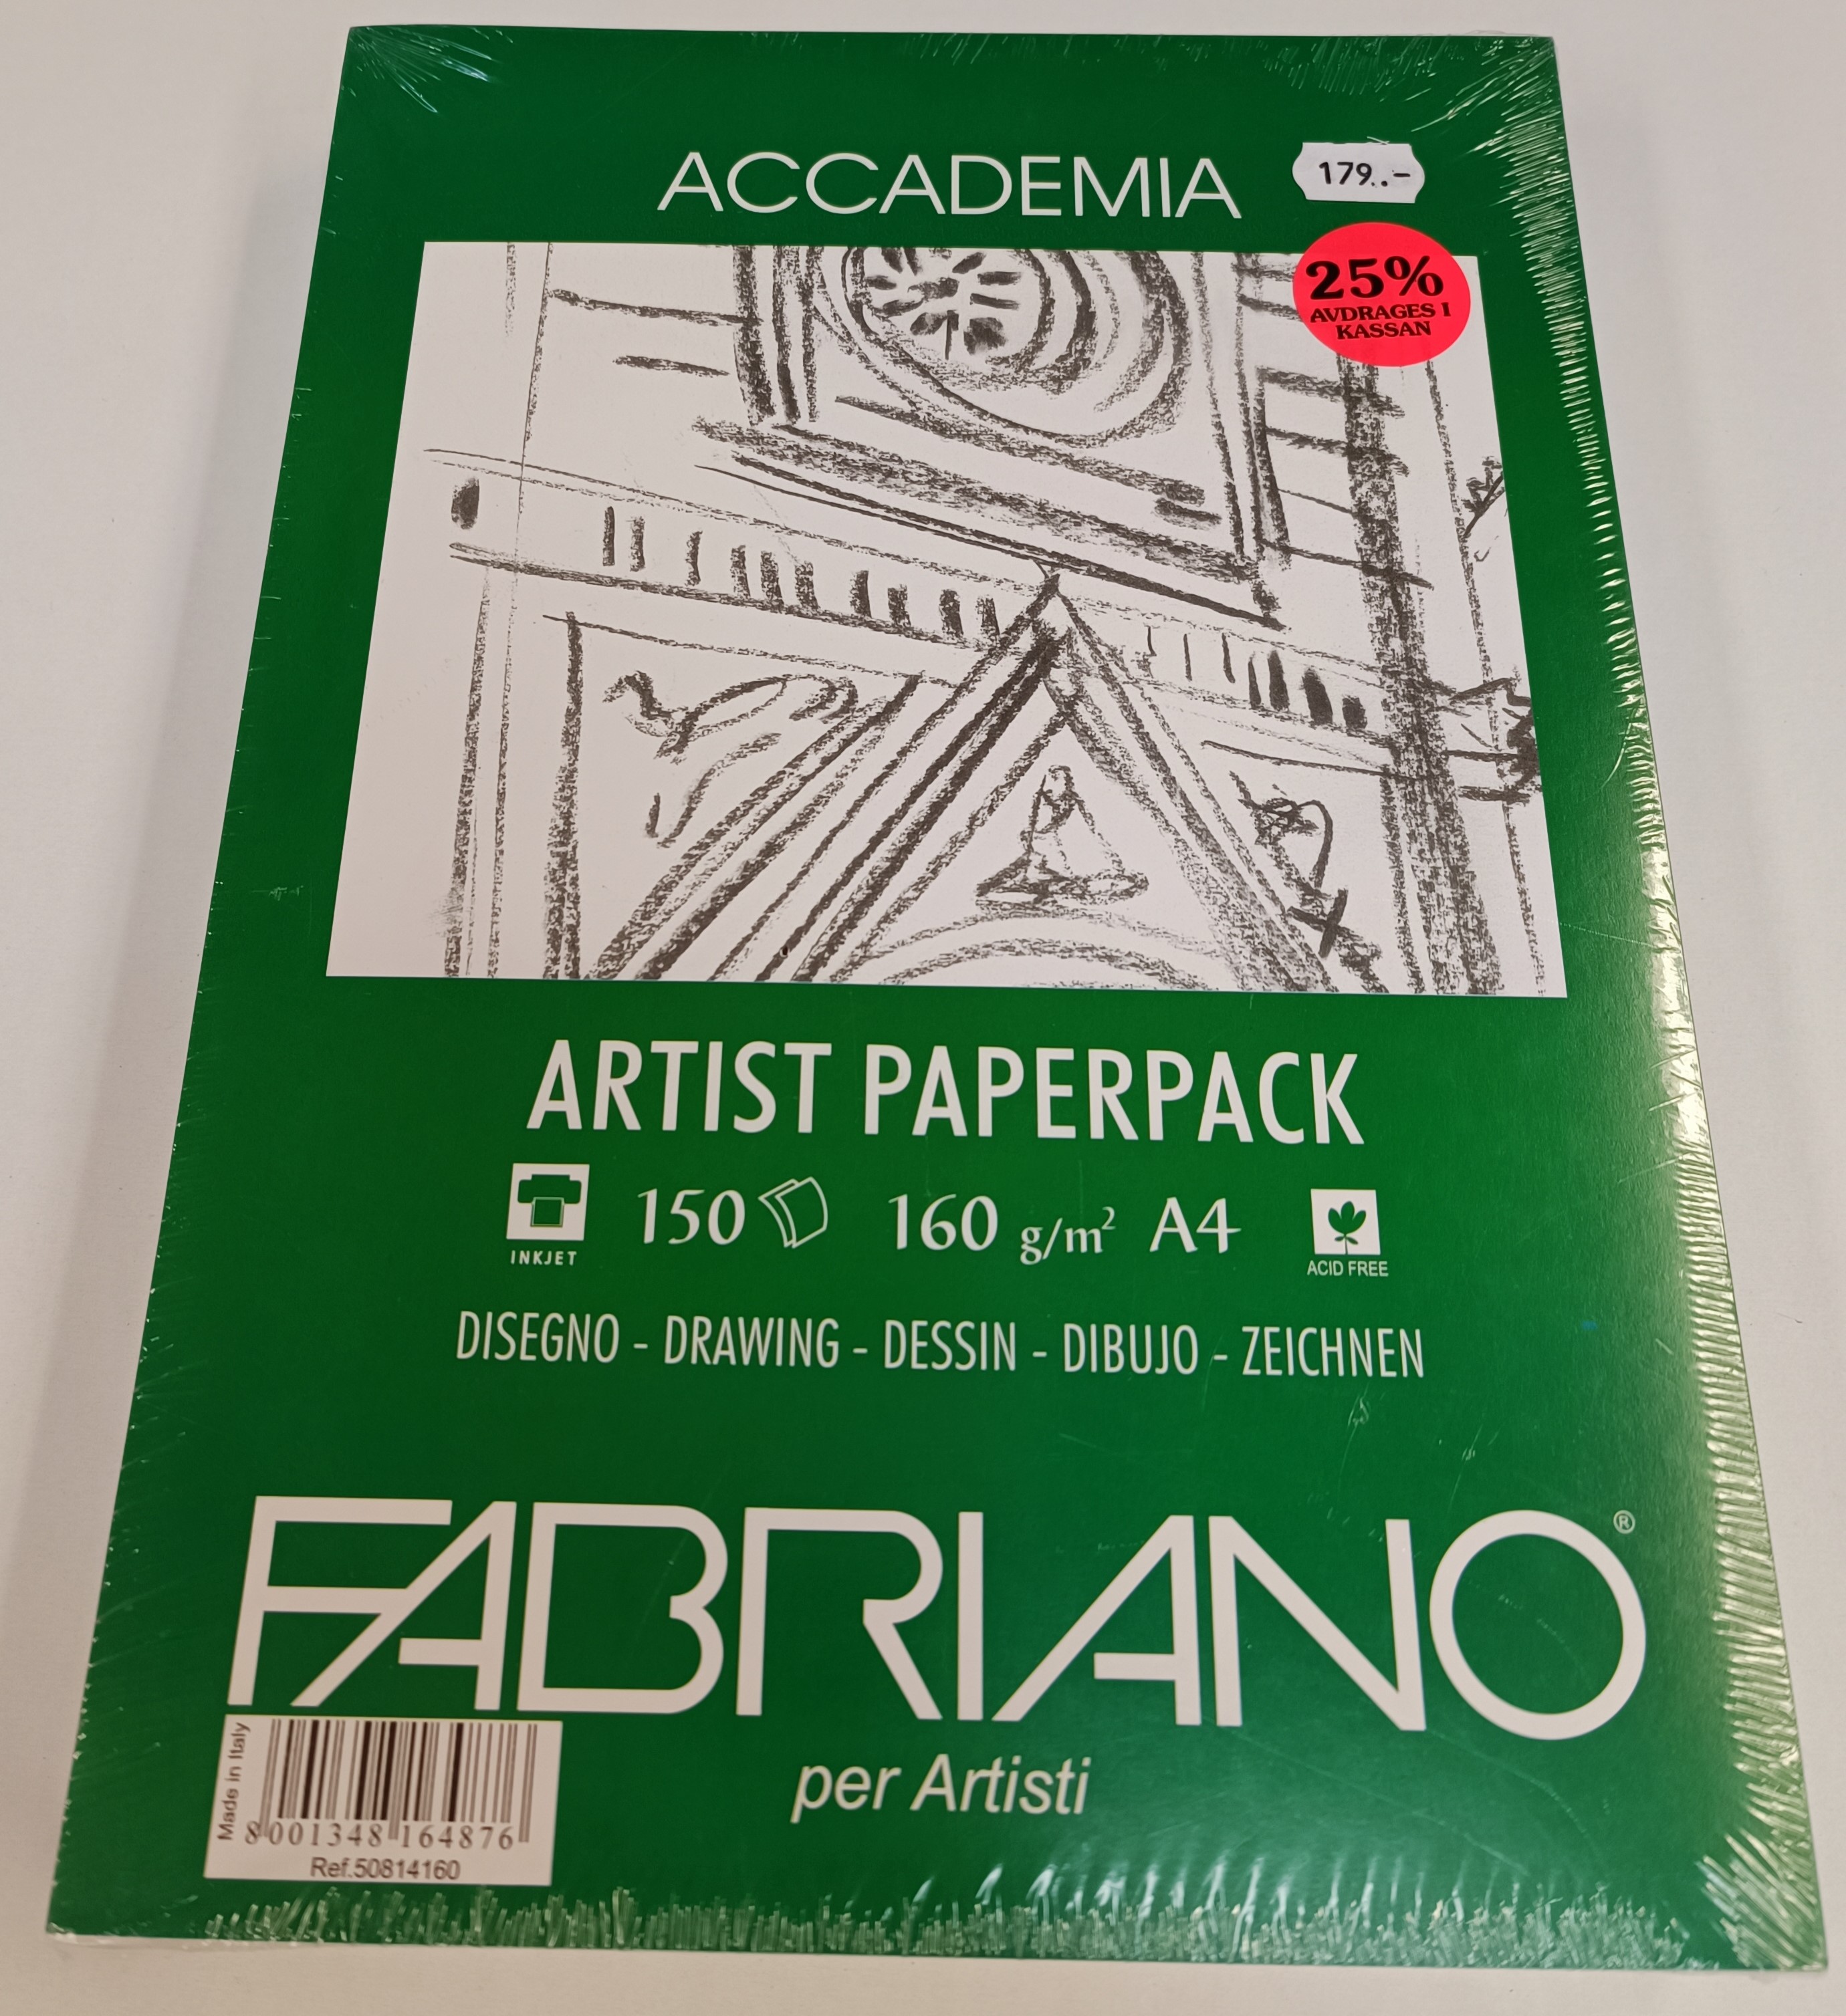 ACCADEMIA
179..-
25%
AVDRAGES I
KASSAN
ARTIST PAPERPACK
150 160 g/m² A4
INKJET
ACID FREE
DISEGNO - DRAWING - DESSIN - DIBUJO - ZEICHNEN
FABRIANO®
per Artisti
Made in Italy
8 001348 164876
Ref.50814160